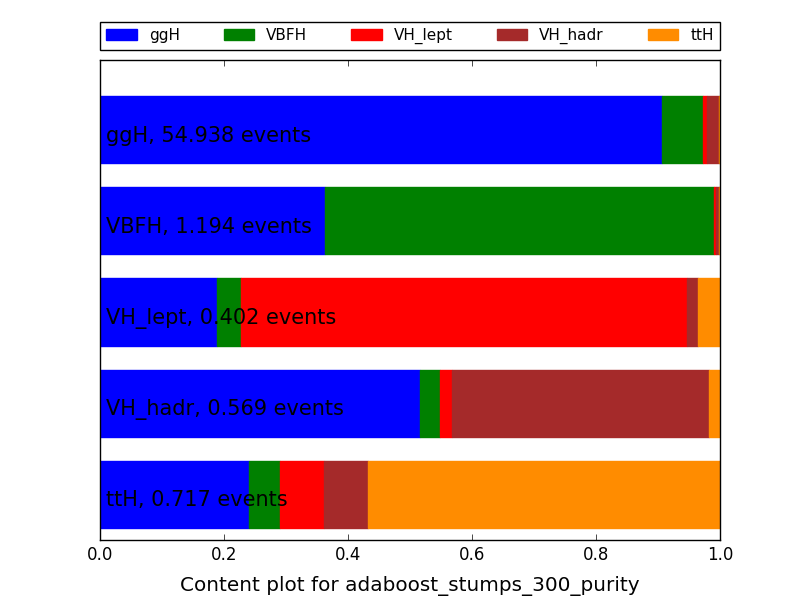 ggH VBFH VH_lept VH_hadr ttH
ggH, 54.938 events
VBFH, 1.194 events
VH_lept, 0.402 events
VH_hadr, 0.569 events
ttH, 0.717 events
0.0 0.2 0.4 0.6 0.8 1.0
Content plot for adaboost_stumps_300_purity